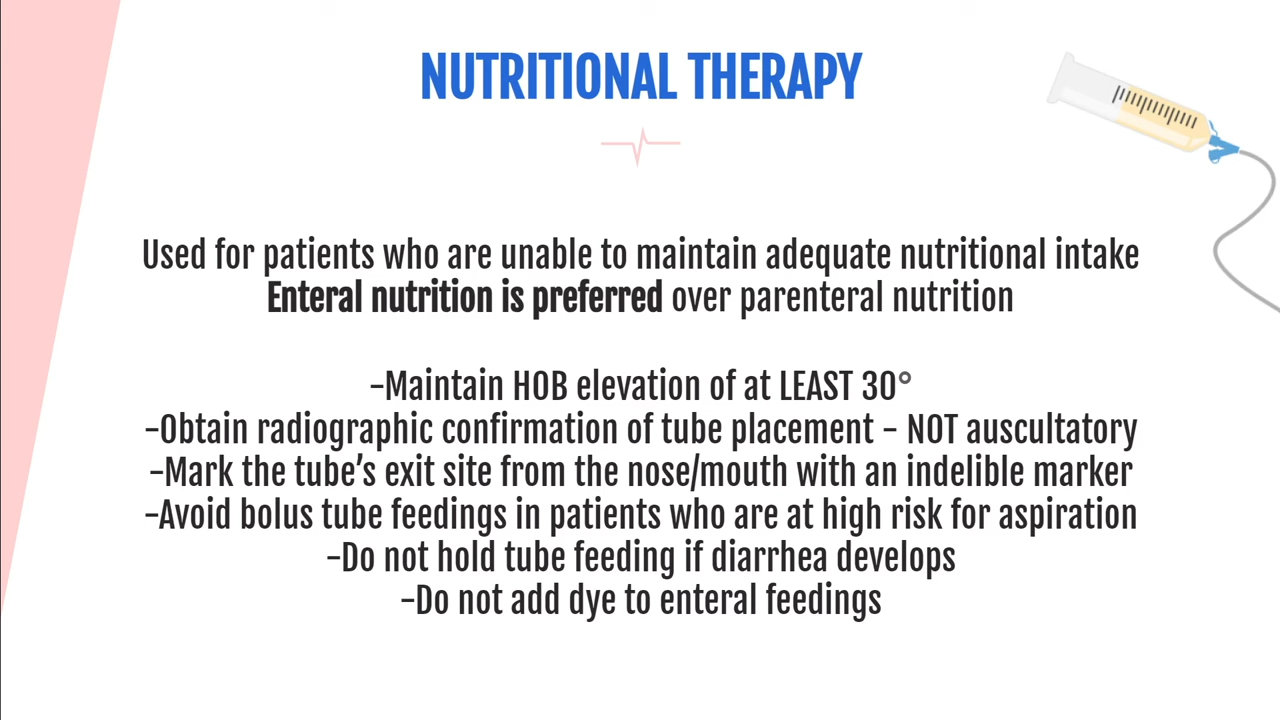 NUTRITIONAL THERAPY
Used for patients who are unable to maintain adequate nutritional intake
Enteral nutrition is preferred over parenteral nutrition
-Maintain HOB elevation of at LEAST 30°
-Obtain radiographic confirmation of tube placement - NOT auscultatory
-Mark the tube’s exit site from the nose/mouth with an indelible marker
-Avoid bolus tube feedings in patients who are at high risk for aspiration
-Do not hold tube feeding if diarrhea develops
-Do not add dye to enteral feedings